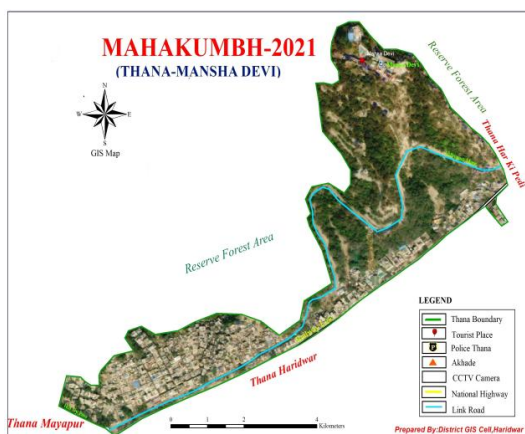 MAHAKUMBH-2021
(THANA-MANSHA DEVI)
N
W E
S
GIS Map
Reserve Forest Area
Thana Har Ki Pedi
Reserve Forest Area
Thana Haridwar
Thana Mayapur
LEGEND
Thana Boundary
Tourist Place
Police Thana
Akhade
CCTV Camera
National Highway
Link Road
0 1 2 4
Kilometers
Prepared By:District GIS Cell,Haridwar